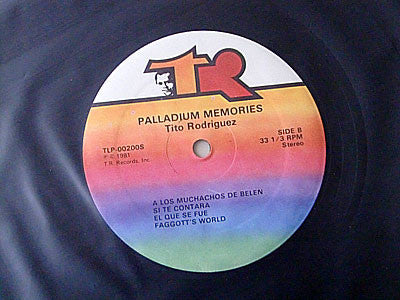 TR
PALLADIUM MEMORIES
Tito Rodriguez
TLP-00200S
℗ © 1981
T.R. Records, Inc.
SIDE B
33 1/3 RPM
Stereo
A LOS MUCHACHOS DE BELEN
SI TE CONTARA
EL QUE SE FUE
FAGGOTT'S WORLD